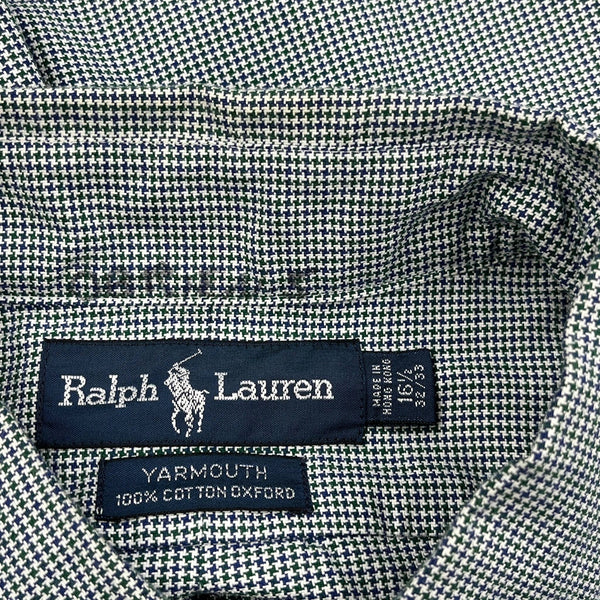 Ralph Lauren
MADE IN
HONG KONG
16½
32/33
YARMOUTH
100% COTTON OXFORD